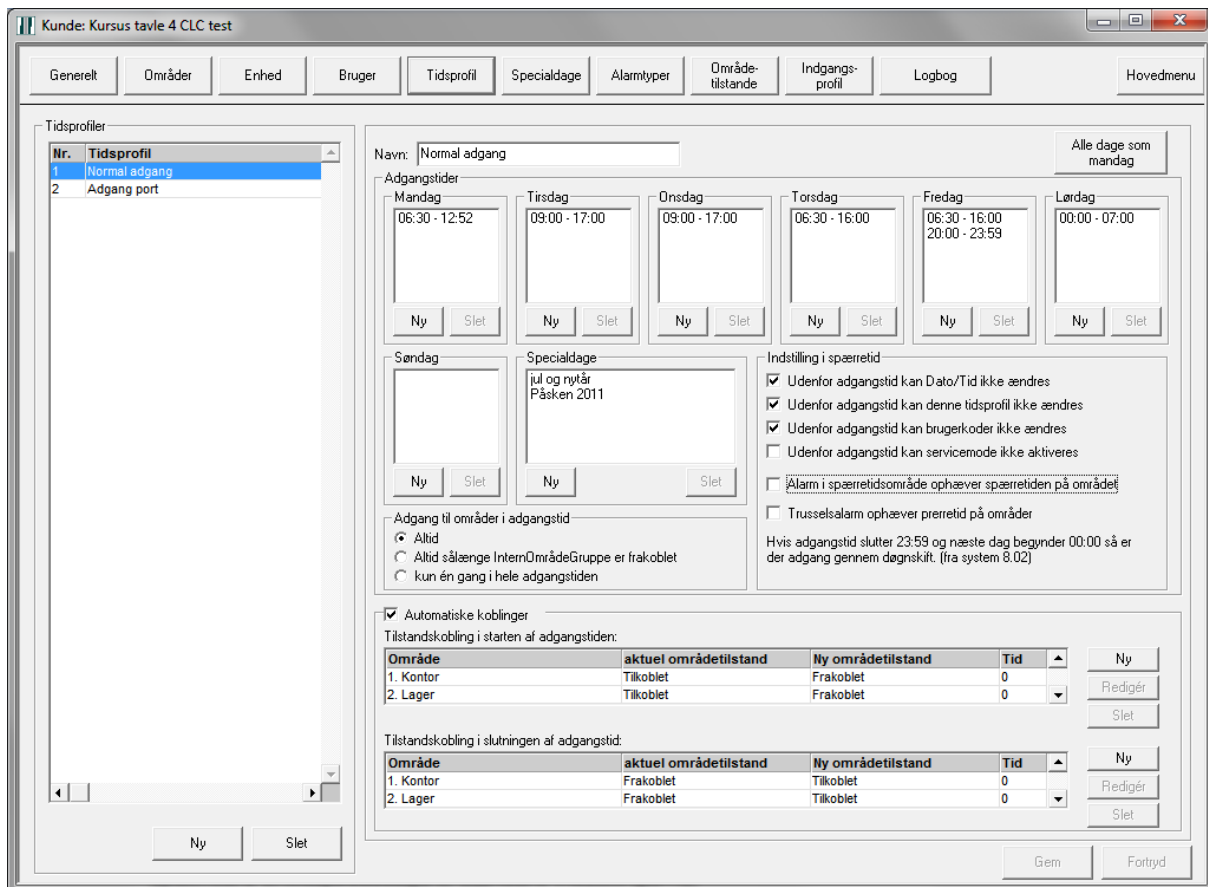 Kunde: Kursus tavle 4 CLC test
Generelt
Områder
Enhed
Bruger
Tidsprofil
Specialdage
Alarmtyper
Område-
tilstande
Indgangs-
profil
Logbog
Hovedmenu
Tidsprofiler
Nr. Tidsprofil
1 Normal adgang
2 Adgang port
Ny
Slet
Navn: Normal adgang
Alle dage som
mandag
Adgangstider
Mandag
06:30 - 12:52
Ny Slet
Tirsdag
09:00 - 17:00
Ny Slet
Onsdag
09:00 - 17:00
Ny Slet
Torsdag
06:30 - 16:00
Ny Slet
Fredag
06:30 - 16:00
20:00 - 23:59
Ny Slet
Lørdag
00:00 - 07:00
Ny Slet
Søndag
Ny Slet
Specialdage
jul og nytår
Påsken 2011
Ny Slet
Indstilling i spærretid
Udenfor adgangstid kan Dato/Tid ikke ændres
Udenfor adgangstid kan denne tidsprofil ikke ændres
Udenfor adgangstid kan brugerkoder ikke ændres
Udenfor adgangstid kan servicemode ikke aktiveres
Alarm i spærretidsområde ophæver spærretiden på området
Trusselsalarm ophæver prerretid på områder
Hvis adgangstid slutter 23:59 og næste dag begynder 00:00 så er
der adgang gennem døgnskift. (fra system 8.02)
Adgang til områder i adgangstid
Altid
Altid sålænge InternOmrådeGruppe er frakoblet
kun én gang i hele adgangstiden
Automatiske koblinger
Tilstandskobling i starten af adgangstiden:
Område aktuel områdetilstand Ny områdetilstand Tid
1. Kontor Tilkoblet Frakoblet 0
2. Lager Tilkoblet Frakoblet 0
Ny
Redigér
Slet
Tilstandskobling i slutningen af adgangstid:
Område aktuel områdetilstand Ny områdetilstand Tid
1. Kontor Frakoblet Tilkoblet 0
2. Lager Frakoblet Tilkoblet 0
Ny
Redigér
Slet
Gem
Fortryd